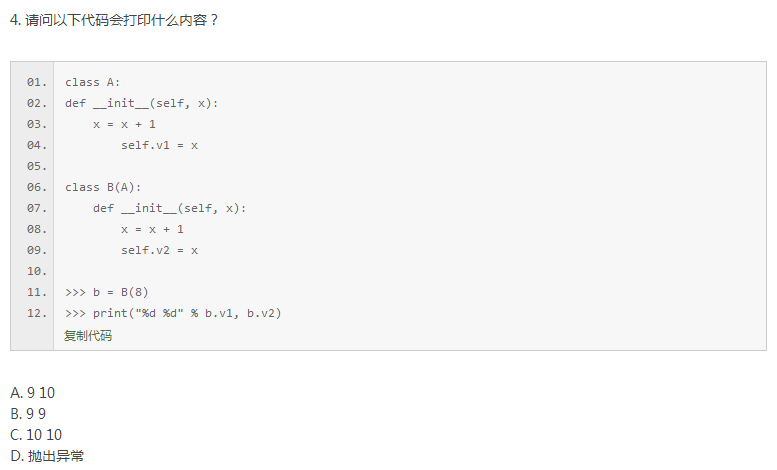 4. 请问以下代码会打印什么内容？
01. class A:
02. def __init__(self, x):
03.     x = x + 1
04.         self.v1 = x
05.
06. class B(A):
07.     def __init__(self, x):
08.         x = x + 1
09.         self.v2 = x
10.
11. >>> b = B(8)
12. >>> print("%d %d" % b.v1, b.v2)
复制代码
A. 9 10
B. 9 9
C. 10 10
D. 抛出异常